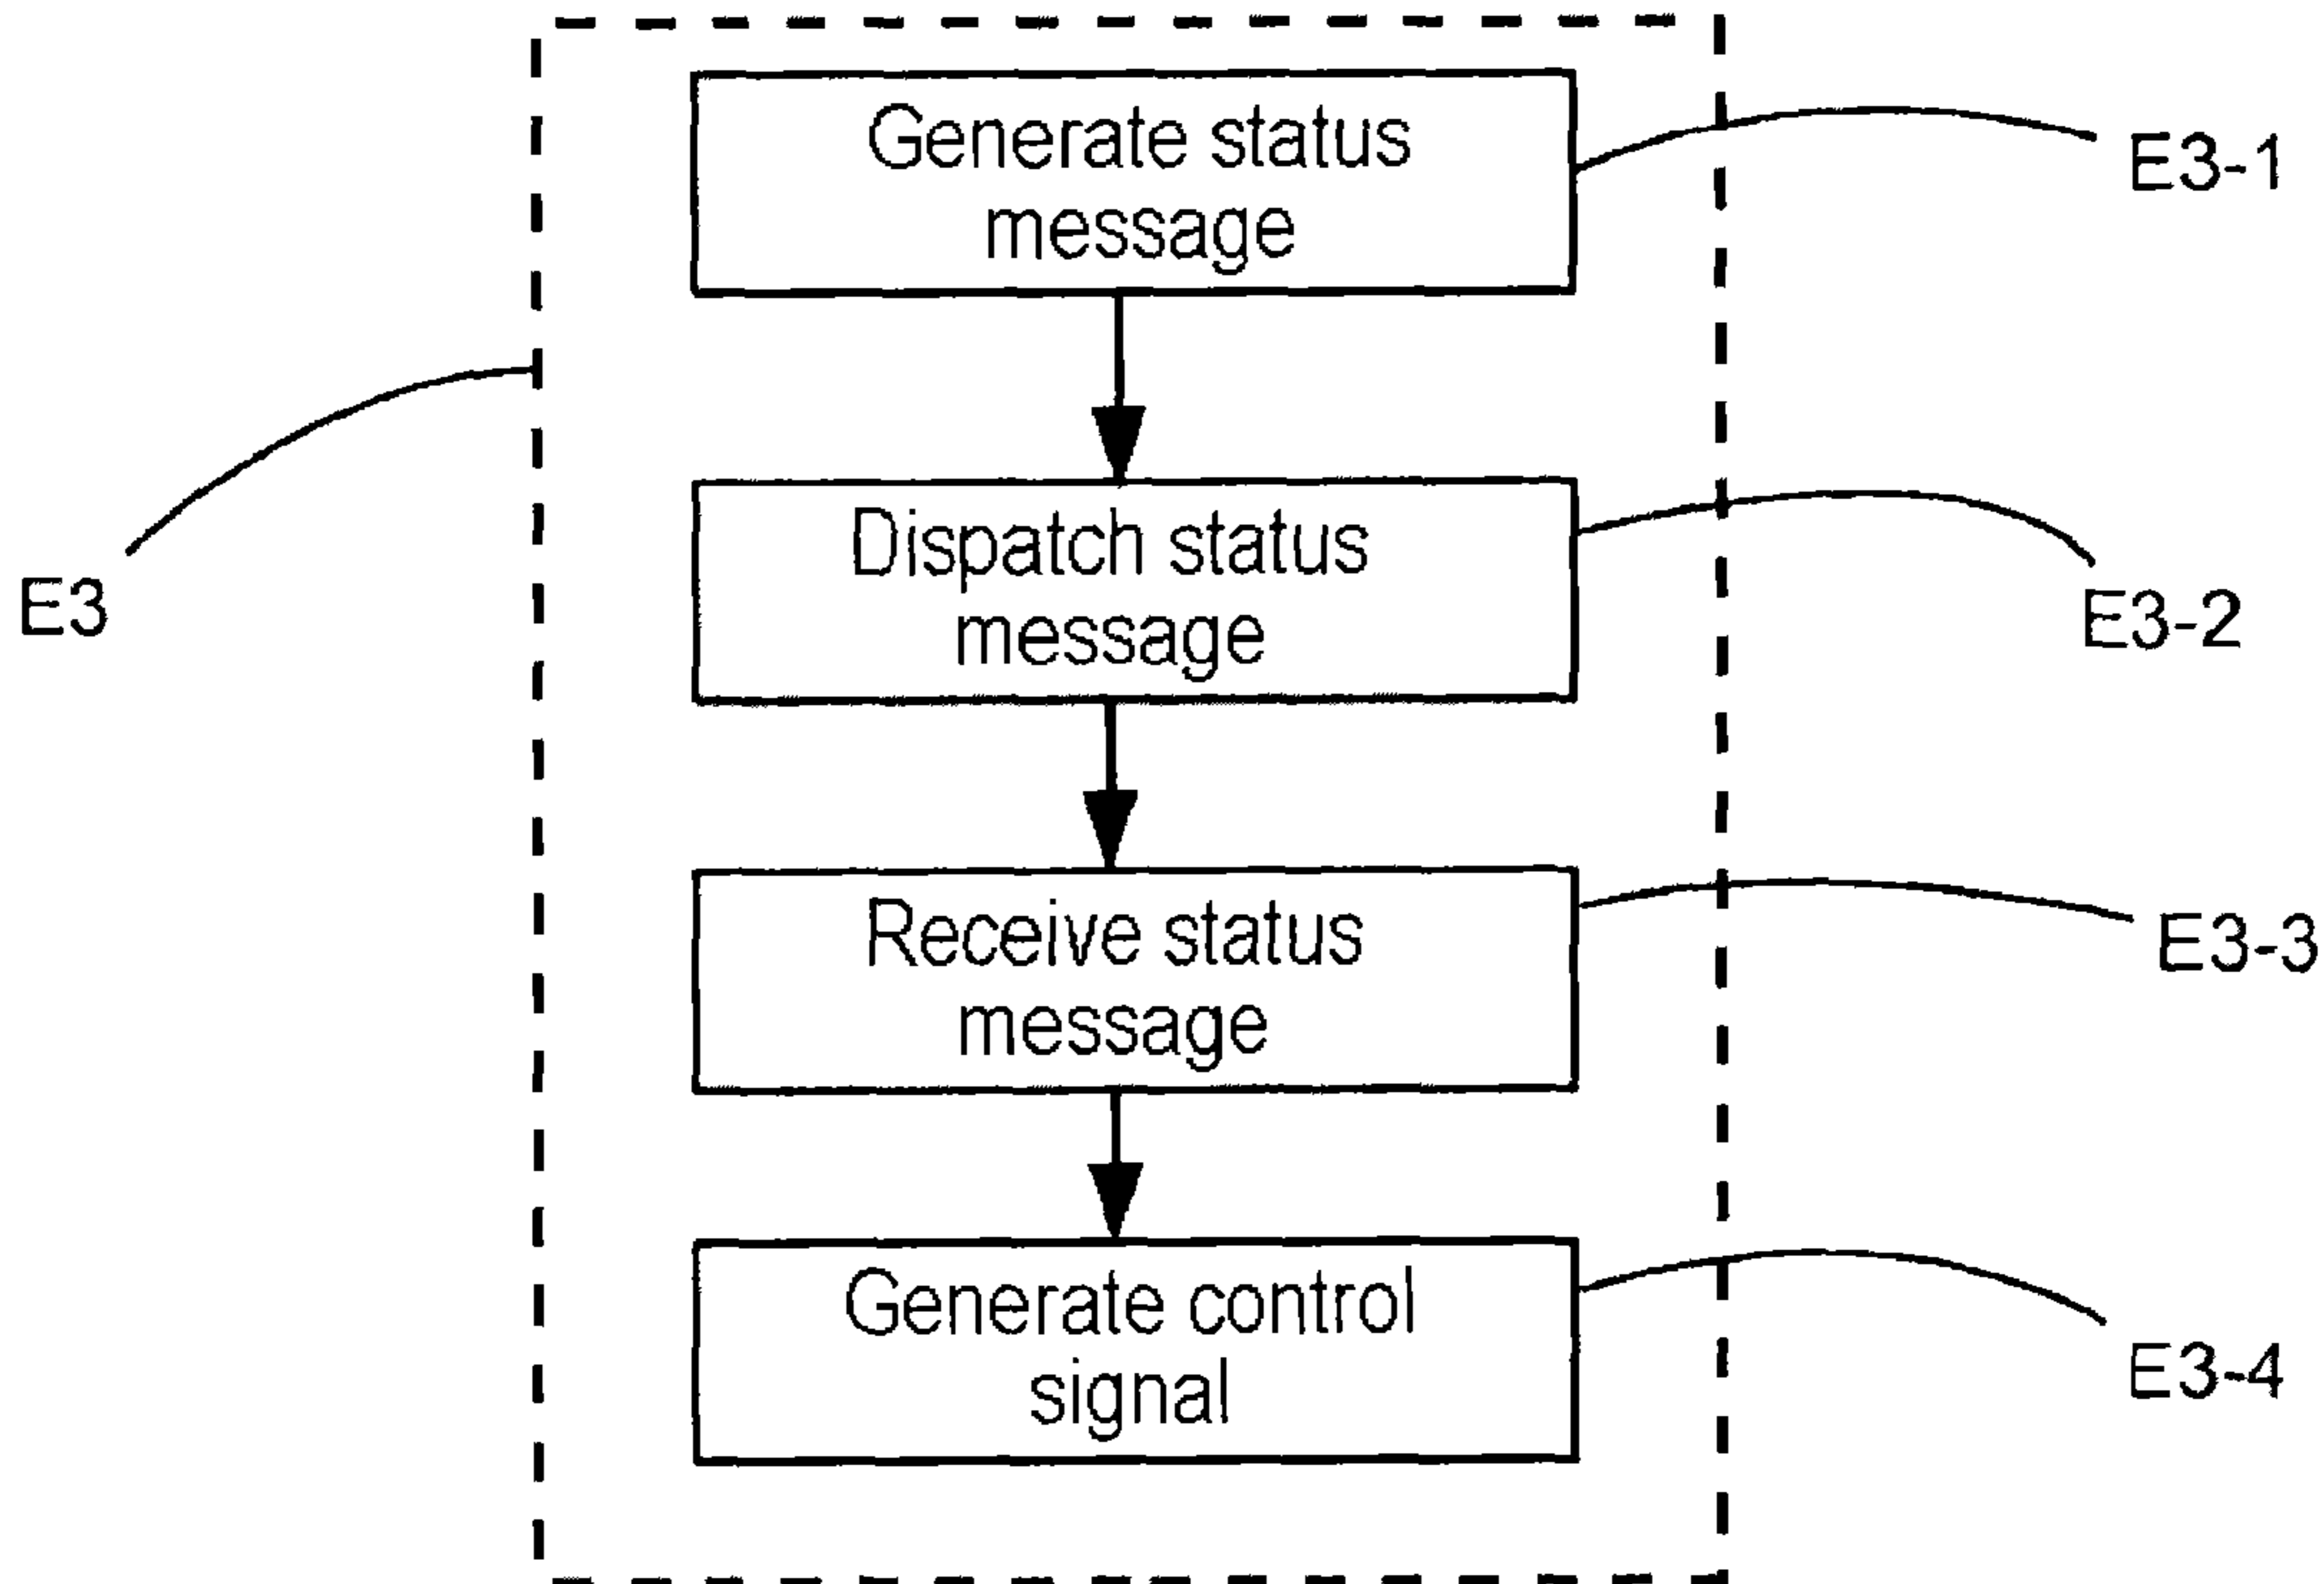 Generate status
message
E3-1
E3
Dispatch status
message
E3-2
Receive status
message
E3-3
Generate control
signal
E3-4